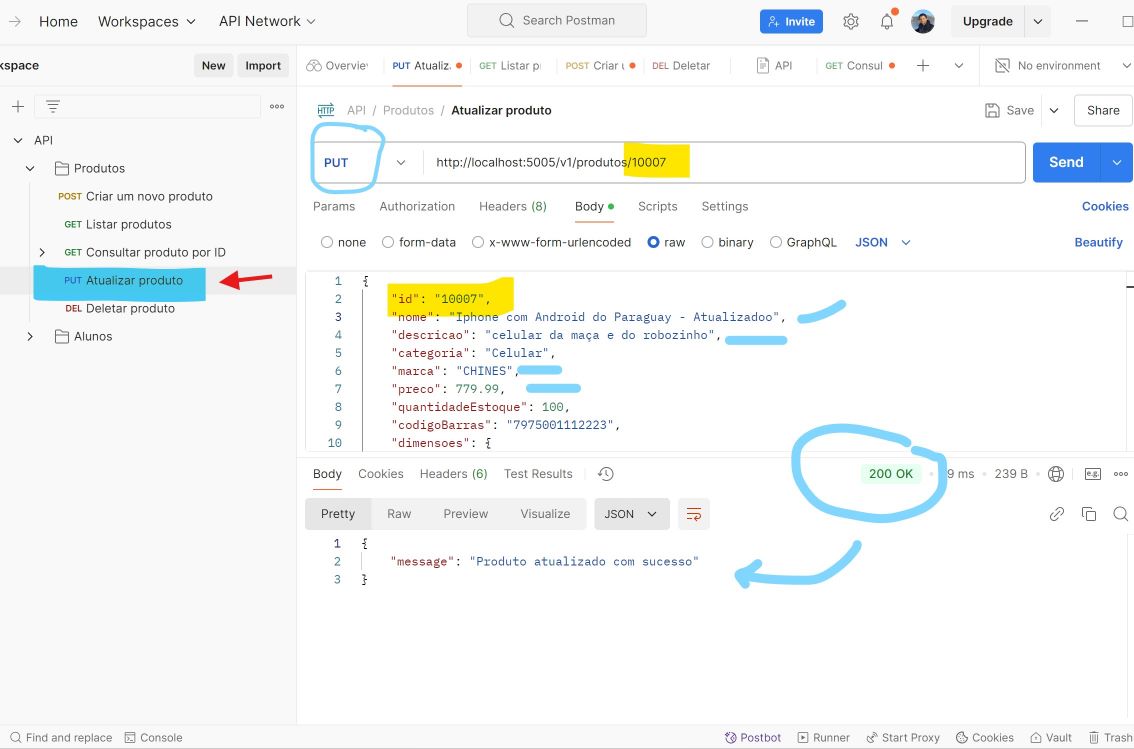 Home Workspaces API Network Search Postman Invite Upgrade
kspace New Import Overvie PUT Atualiz. GET Listar p POST Criar u DEL Deletar API GET Consul No environment
API / Produtos / Atualizar produto Save Share
API
Produtos
POST Criar um novo produto
GET Listar produtos
GET Consultar produto por ID
PUT Atualizar produto
DEL Deletar produto
Alunos
PUT http://localhost:5005/v1/produtos/10007 Send
Params Authorization Headers (8) Body Scripts Settings Cookies
none form-data x-www-form-urlencoded raw binary GraphQL JSON Beautify
1 {
2 "id": "10007",
3 "nome": "Iphone com Android do Paraguay - Atualizadoo",
4 "descricao": "celular da maça e do robozinho",
5 "categoria": "Celular",
6 "marca": "CHINES",
7 "preco": 779.99,
8 "quantidadeEstoque": 100,
9 "codigoBarras": "7975001112223",
10 "dimensoes": {
Body Cookies Headers (6) Test Results 200 OK 9 ms 239 B e.g.
Pretty Raw Preview Visualize JSON
1 {
2 "message": "Produto atualizado com sucesso"
3 }
Find and replace Console Postbot Runner Start Proxy Cookies Vault Trash